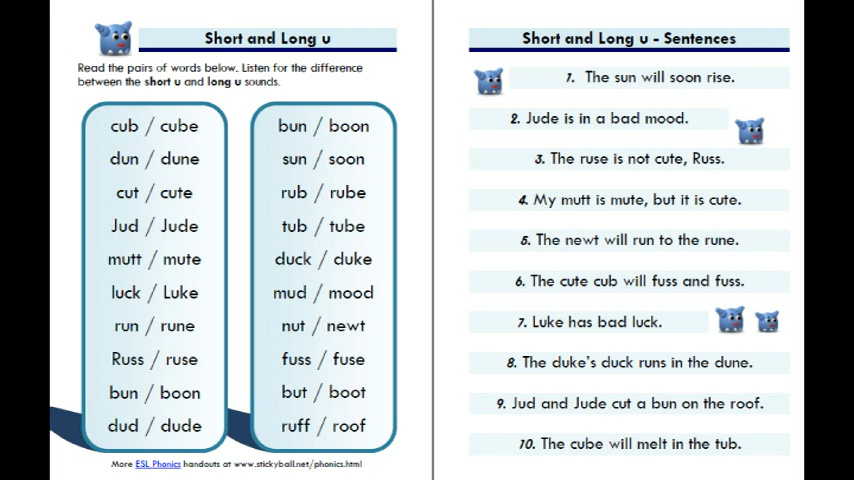 Short and Long u
Read the pairs of words below. Listen for the difference
between the short u and long u sounds.
cub / cube
dun / dune
cut / cute
Jud / Jude
mutt / mute
luck / Luke
run / rune
Russ / ruse
bun / boon
dud / dude
bun / boon
sun / soon
rub / rube
tub / tube
duck / duke
mud / mood
nut / newt
fuss / fuse
but / boot
ruff / roof
More ESL Phonics handouts at www.stickyball.net/phonics.html
Short and Long u - Sentences
1. The sun will soon rise.
2. Jude is in a bad mood.
3. The ruse is not cute, Russ.
4. My mutt is mute, but it is cute.
5. The newt will run to the rune.
6. The cute cub will fuss and fuss.
7. Luke has bad luck.
8. The duke's duck runs in the dune.
9. Jud and Jude cut a bun on the roof.
10. The cube will melt in the tub.